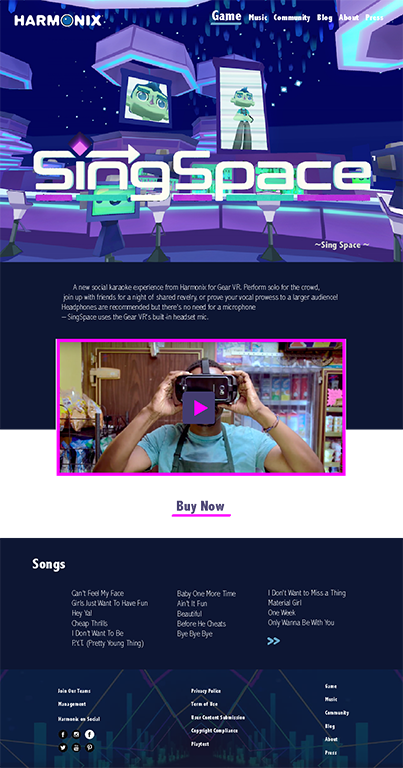 HARMONIX.
Game Music Community Blog About Press
SingSpace
~Sing Space ~
A new social karaoke experience from Harmonix for Gear VR. Perform solo for the crowd,
join up with friends for a night of shared revelry, or prove your vocal prowess to a larger audience!
Headphones are recommended but there's no need for a microphone
– SingSpace uses the Gear VR's built-in headset mic.
Buy Now
Songs
Can't Feel My Face
Girls Just Want To Have Fun
Hey Ya!
Cheap Thrills
I Don't Want To Be
P.Y.T. (Pretty Young Thing)
Baby One More Time
Ain't It Fun
Beautiful
Before He Cheats
Bye Bye Bye
I Don't Want to Miss a Thing
Material Girl
One Week
Only Wanna Be With You
>>
Join Our Teams
Management
Harmonix on Social
Privacy Policy
Term of Use
User Content Submission
Copyright Compliance
Playtest
Game
Music
Community
Blog
About
Press